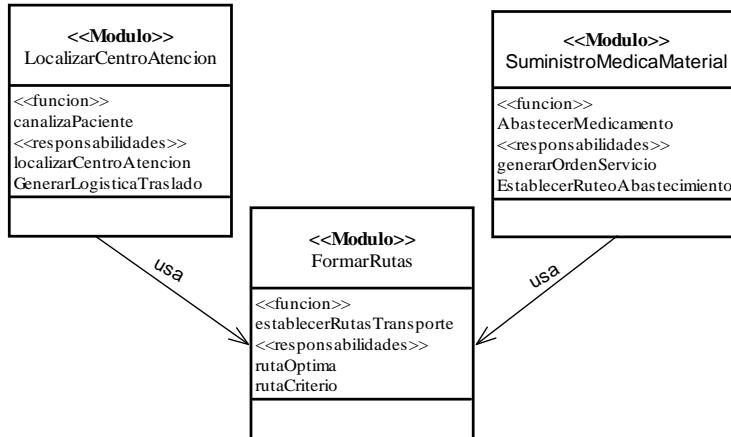 <<Modulo>>
LocalizarCentroAtencion
<<funcion>>
canalizaPaciente
<<responsabilidades>>
localizarCentroAtencion
GenerarLogisticaTraslado
<<Modulo>>
SuministroMedicaMaterial
<<funcion>>
AbastecerMedicamento
<<responsabilidades>>
generarOrdenServicio
EstablecerRuteoAbastecimiento
usa
usa
<<Modulo>>
FormarRutas
<<funcion>>
establecerRutasTransporte
<<responsabilidades>>
rutaOptima
rutaCriterio